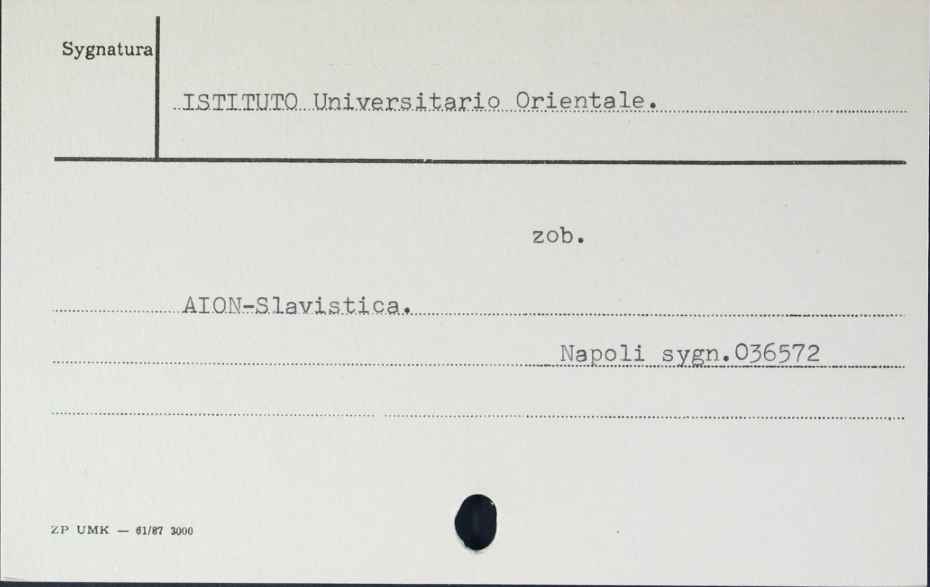 Sygnatura
ISTITUTO Universitario Orientale.
zob.
AION-Slavistica.
Napoli sygn.036572
ZP UMK — 61/87 3000